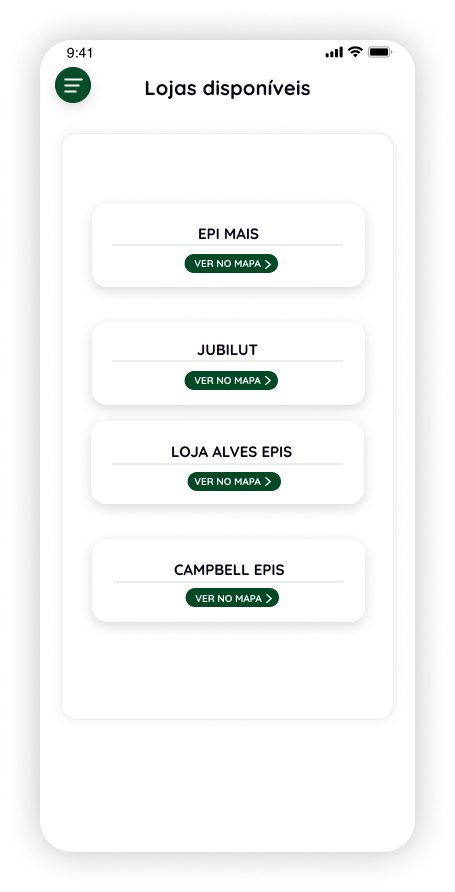 9:41
Lojas disponíveis
EPI MAIS
VER NO MAPA
JUBILUT
VER NO MAPA
LOJA ALVES EPIS
VER NO MAPA
CAMPBELL EPIS
VER NO MAPA